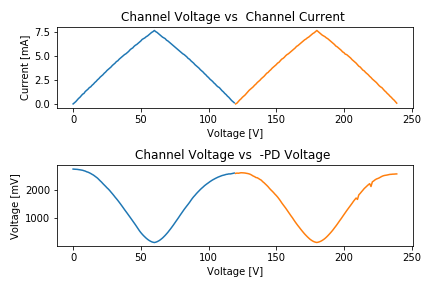 Channel Voltage vs  Channel Current
Current [mA]
7.5
5.0
2.5
0.0
0 50 100 150 200 250
Voltage [V]
Channel Voltage vs  -PD Voltage
Voltage [mV]
2000
1000
0 50 100 150 200 250
Voltage [V]